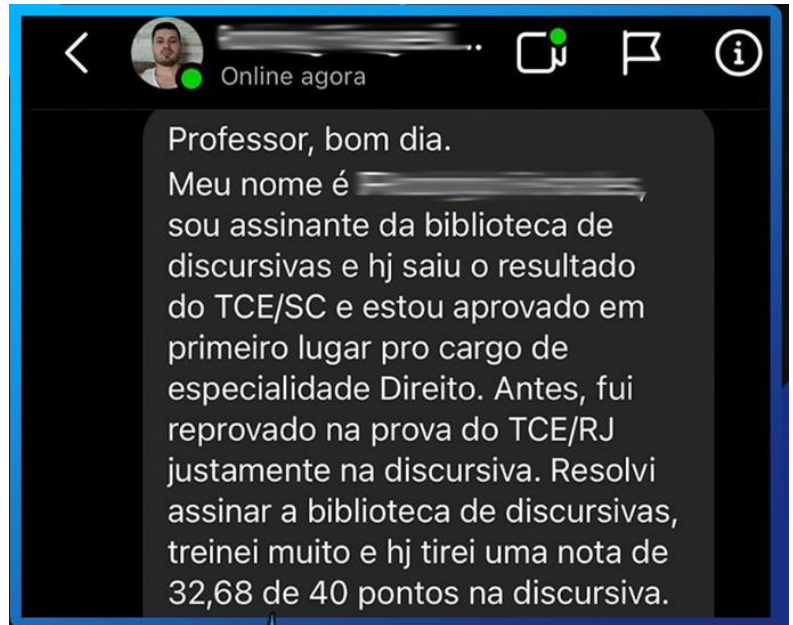 Online agora
Professor, bom dia.
Meu nome é
sou assinante da biblioteca de
discursivas e hj saiu o resultado
do TCE/SC e estou aprovado em
primeiro lugar pro cargo de
especialidade Direito. Antes, fui
reprovado na prova do TCE/RJ
justamente na discursiva. Resolvi
assinar a biblioteca de discursivas,
treinei muito e hj tirei uma nota de
32,68 de 40 pontos na discursiva.